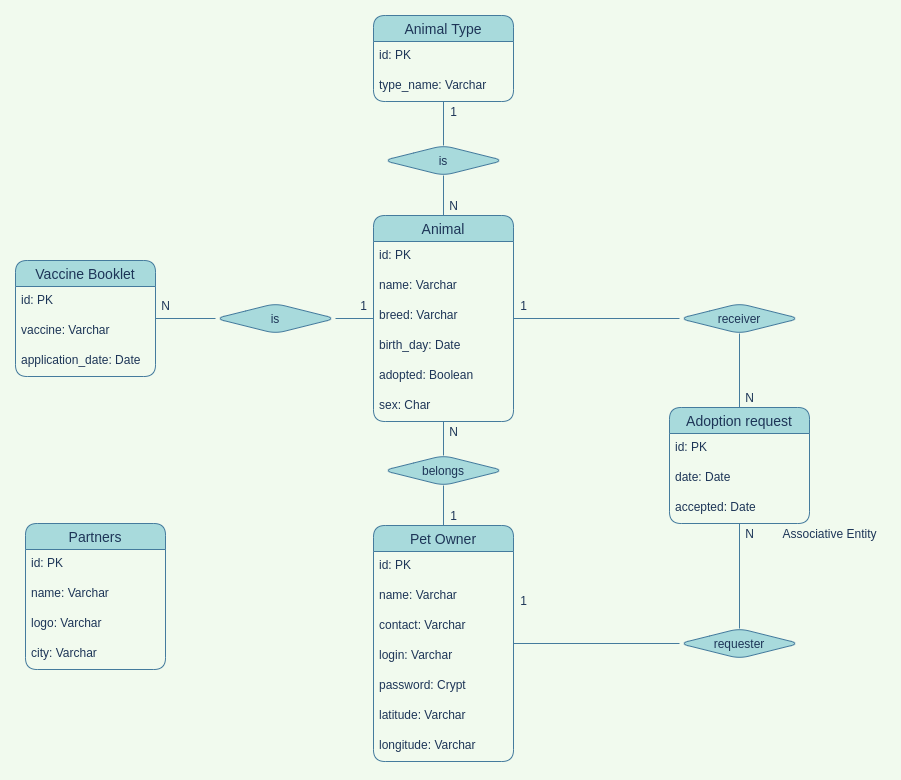 Animal Type
id: PK
type_name: Varchar
1
is
N
Animal
id: PK
name: Varchar
breed: Varchar
birth_day: Date
adopted: Boolean
sex: Char
Vaccine Booklet
id: PK
vaccine: Varchar
application_date: Date
N
is
1
1
receiver
N
Adoption request
id: PK
date: Date
accepted: Date
N
Associative Entity
N
belongs
1
Pet Owner
id: PK
name: Varchar
contact: Varchar
login: Varchar
password: Crypt
latitude: Varchar
longitude: Varchar
1
requester
Partners
id: PK
name: Varchar
logo: Varchar
city: Varchar